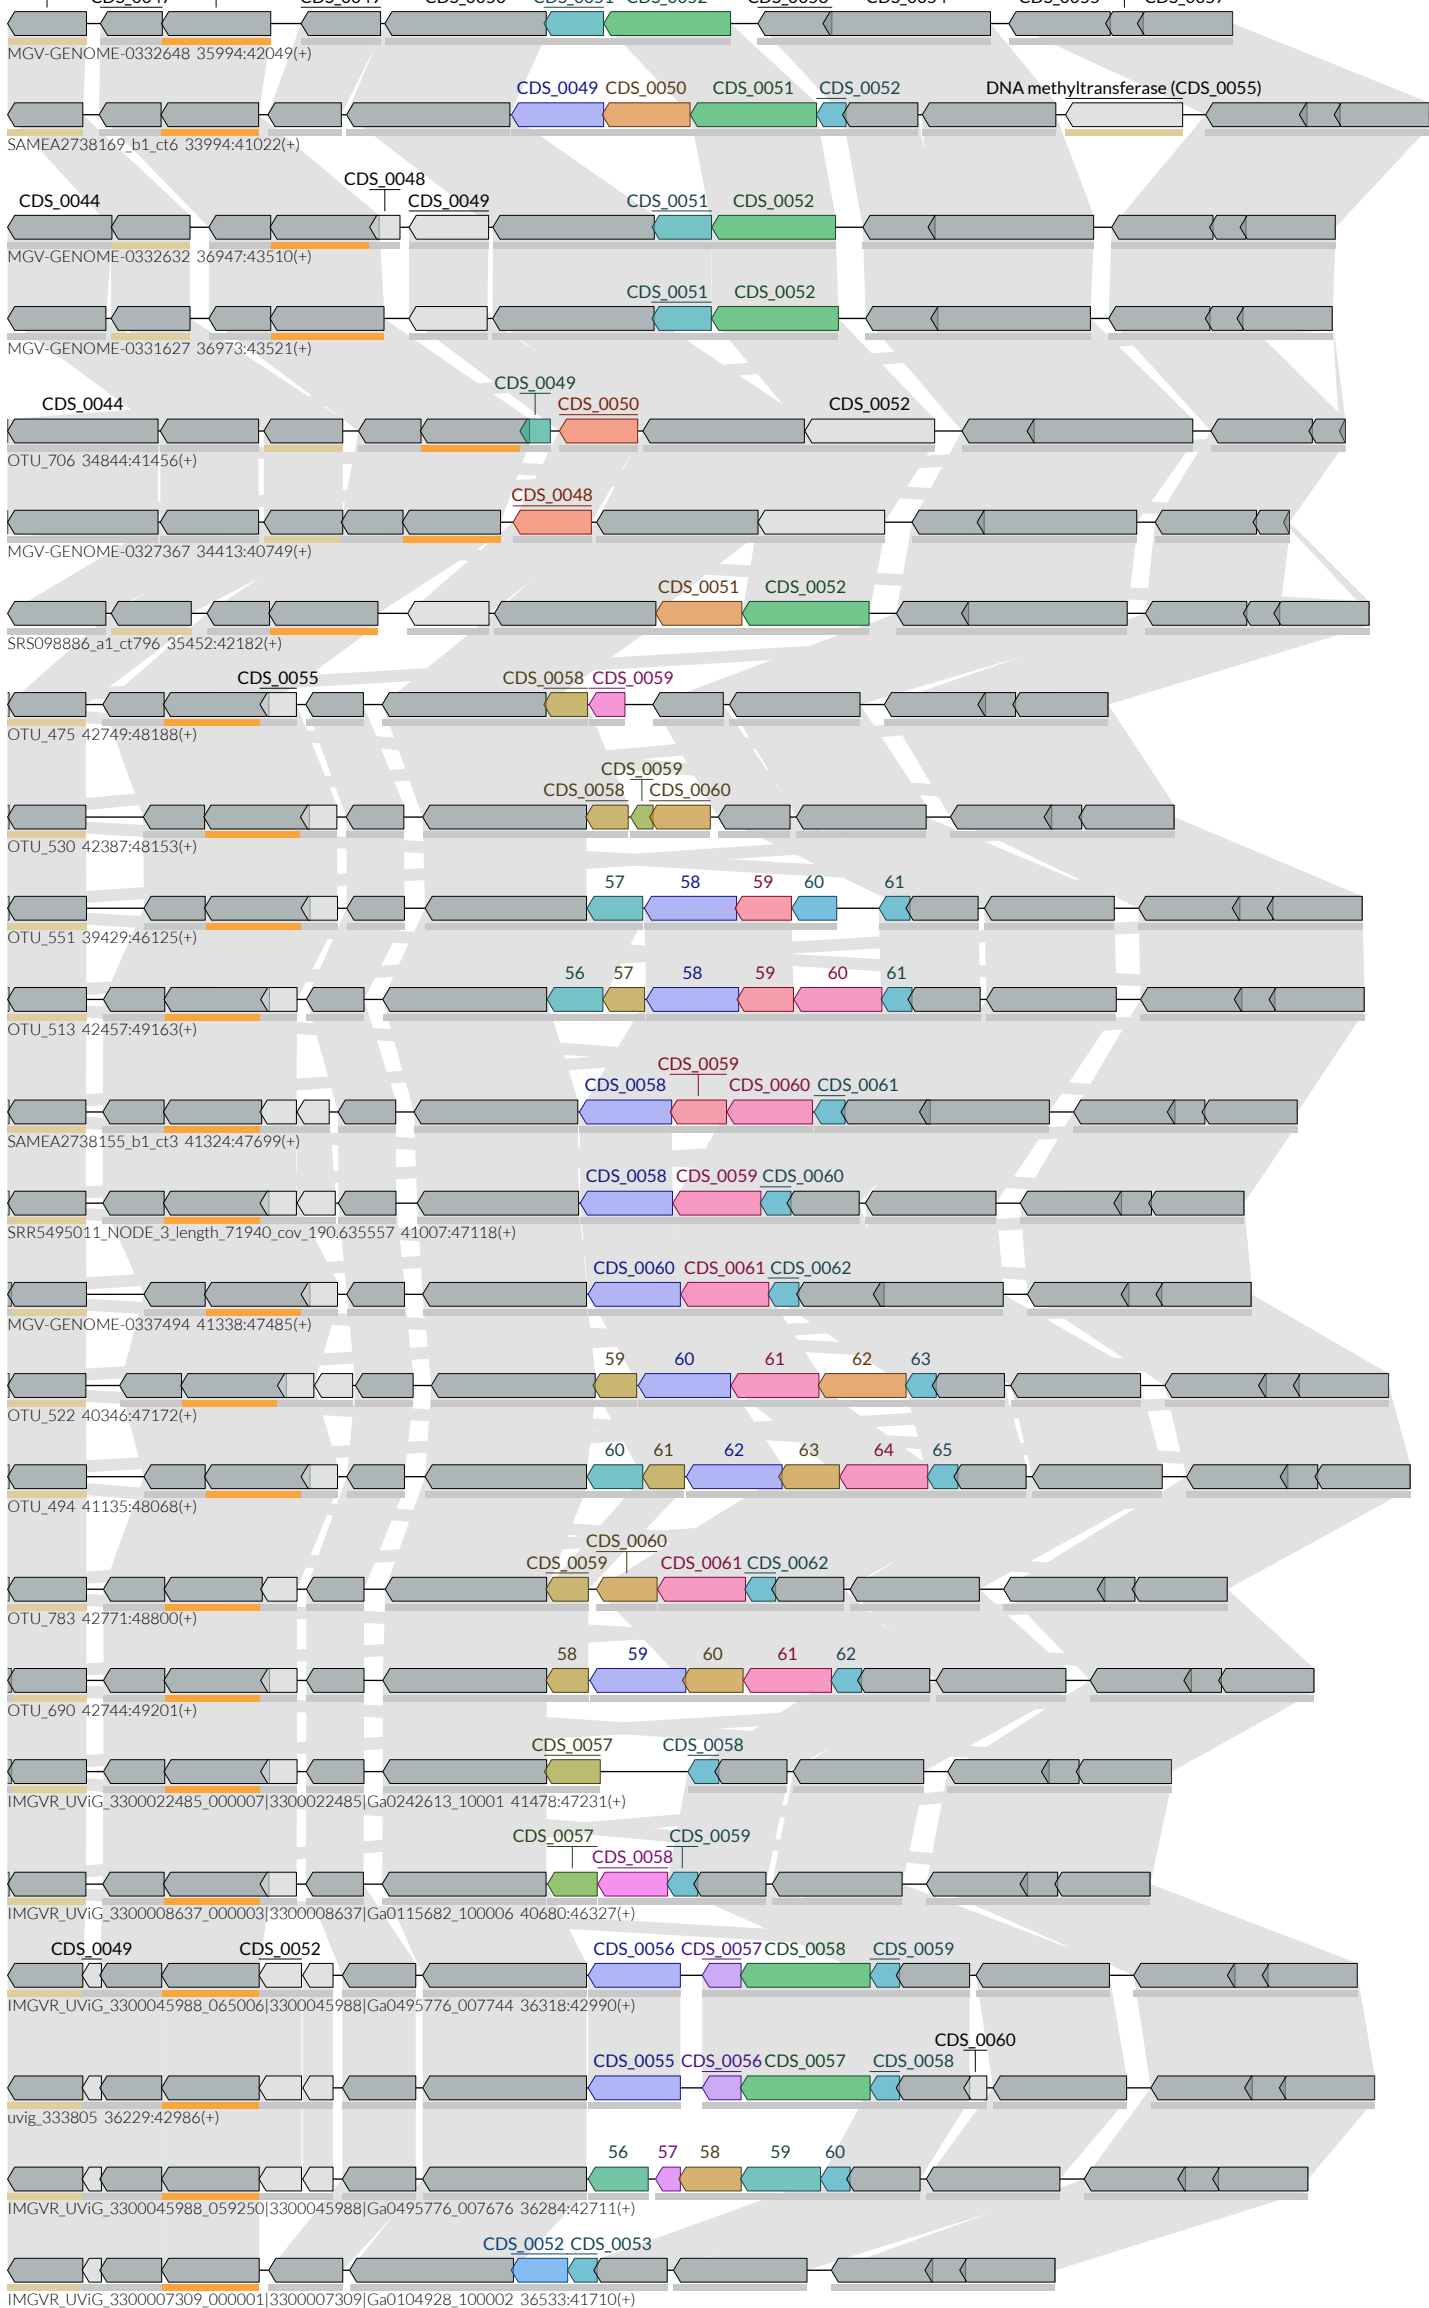 MGV-GENOME-0332648 35994:42049(+)
CDS_0049 CDS_0050 CDS_0051 CDS_0052 DNA methyltransferase (CDS_0055)
SAMEA2738169_b1_ct6 33994:41022(+)
CDS_0048
CDS_0044 CDS_0049 CDS_0051 CDS_0052
MGV-GENOME-0332632 36947:43510(+)
CDS_0051 CDS_0052
MGV-GENOME-0331627 36973:43521(+)
CDS_0049
CDS_0044 CDS_0050 CDS_0052
OTU_706 34844:41456(+)
CDS_0048
MGV-GENOME-0327367 34413:40749(+)
CDS_0051 CDS_0052
SRS098886_a1_ct796 35452:42182(+)
CDS_0055 CDS_0058 CDS_0059
OTU_475 42749:48188(+)
CDS_0059
CDS_0058 CDS_0060
OTU_530 42387:48153(+)
57 58 59 60 61
OTU_551 39429:46125(+)
56 57 58 59 60 61
OTU_513 42457:49163(+)
CDS_0059
CDS_0058 CDS_0060 CDS_0061
SAMEA2738155_b1_ct3 41324:47699(+)
CDS_0058 CDS_0059 CDS_0060
SRR5495011_NODE_3_length_71940_cov_190.635557 41007:47118(+)
CDS_0060 CDS_0061 CDS_0062
MGV-GENOME-0337494 41338:47485(+)
59 60 61 62 63
OTU_522 40346:47172(+)
60 61 62 63 64 65
OTU_494 41135:48068(+)
CDS_0060
CDS_0059 CDS_0061 CDS_0062
OTU_783 42771:48800(+)
58 59 60 61 62
OTU_690 42744:49201(+)
CDS_0057 CDS_0058
IMGVR_UViG_3300022485_000007|3300022485|Ga0242613_10001 41478:47231(+)
CDS_0057 CDS_0059
CDS_0058
IMGVR_UViG_3300008637_000003|3300008637|Ga0115682_100006 40680:46327(+)
CDS_0049 CDS_0052 CDS_0056 CDS_0057 CDS_0058 CDS_0059
IMGVR_UViG_3300045988_065006|3300045988|Ga0495776_007744 36318:42990(+)
CDS_0060
CDS_0055 CDS_0056 CDS_0057 CDS_0058
uvig_333805 36229:42986(+)
56 57 58 59 60
IMGVR_UViG_3300045988_059250|3300045988|Ga0495776_007676 36284:42711(+)
CDS_0052 CDS_0053
IMGVR_UViG_3300007309_000001|3300007309|Ga0104928_100002 36533:41710(+)